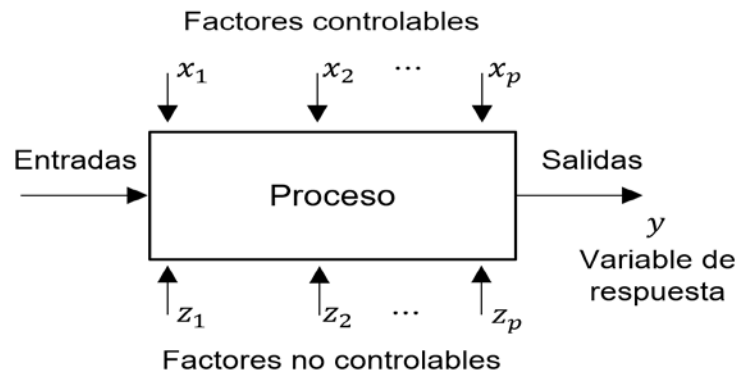 Factores controlables
x₁ x₂ ... xₚ
Entradas
Proceso
Salidas
y
Variable de
respuesta
z₁ z₂ ... zₚ
Factores no controlables